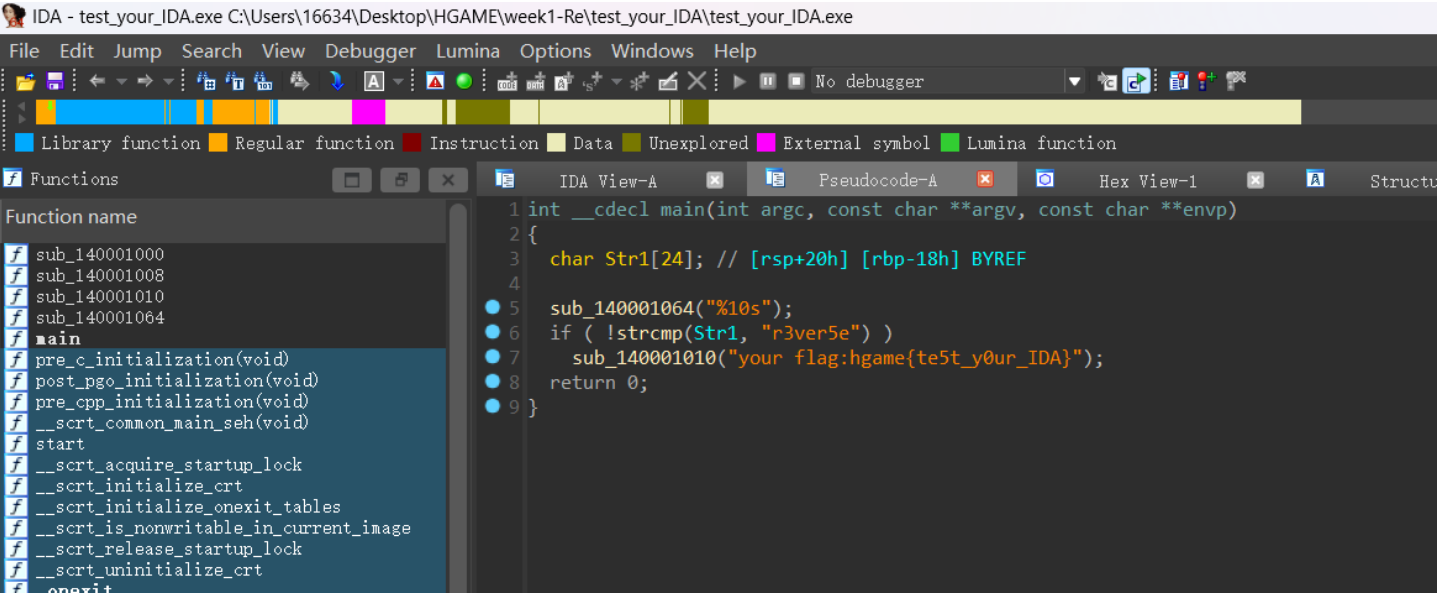 IDA - test_your_IDA.exe C:\Users\16634\Desktop\HGAME\week1-Re\test_your_IDA\test_your_IDA.exe
File Edit Jump Search View Debugger Lumina Options Windows Help
No debugger
Library function Regular function Instruction Data Unexplored External symbol Lumina function
Functions
IDA View-A Pseudocode-A Hex View-1 Structu
Function name
sub_140001000
sub_140001008
sub_140001010
sub_140001064
main
pre_c_initialization(void)
post_pgo_initialization(void)
pre_cpp_initialization(void)
__scrt_common_main_seh(void)
start
__scrt_acquire_startup_lock
__scrt_initialize_crt
__scrt_initialize_onexit_tables
__scrt_is_nonwritable_in_current_image
__scrt_release_startup_lock
__scrt_uninitialize_crt
_onexit
1 int __cdecl main(int argc, const char **argv, const char **envp)
2 {
3 char Str1[24]; // [rsp+20h] [rbp-18h] BYREF
4
5 sub_140001064("%10s");
6 if ( !strcmp(Str1, "r3ver5e") )
7 sub_140001010("your flag:hgame{te5t_y0ur_IDA}");
8 return 0;
9 }